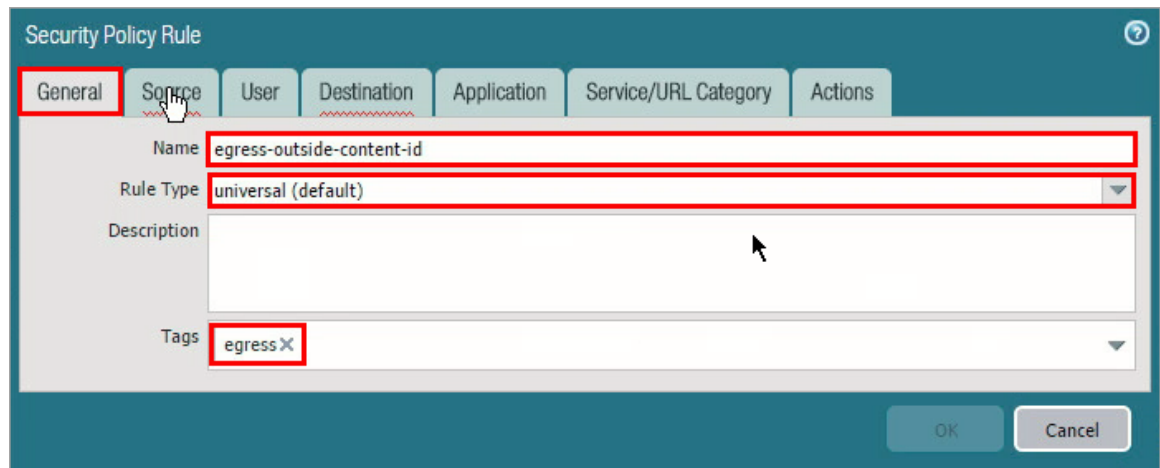 Security Policy Rule
General Source User Destination Application Service/URL Category Actions
Name egress-outside-content-id
Rule Type universal (default)
Description
Tags egress
OK Cancel